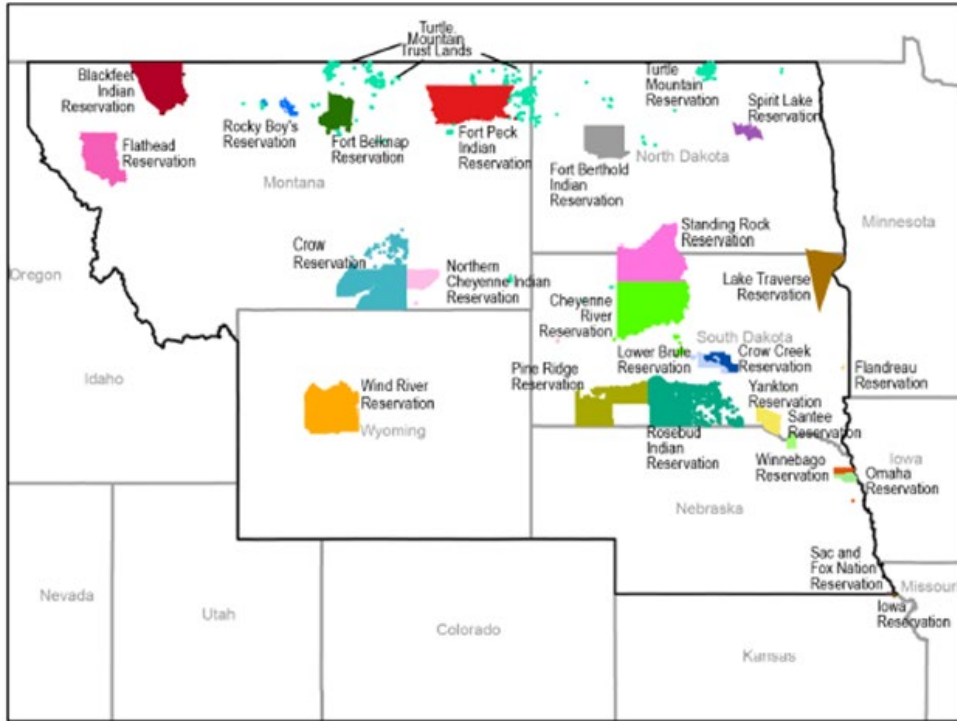 Turtle
Mountain
Trust Lands
Blackfeet
Indian
Reservation
Rocky Boy's
Reservation
Fort Belknap
Reservation
Fort Peck
Indian
Reservation
Turtle
Mountain
Reservation
Spirit Lake
Reservation
Flathead
Reservation
Montana
Fort Berthold
Indian
Reservation
North Dakota
Minnesota
Standing Rock
Reservation
Oregon
Crow
Reservation
Northern
Cheyenne Indian
Reservation
Lake Traverse
Reservation
Cheyenne
River
Reservation
South Dakota
Idaho
Wind River
Reservation
Wyoming
Pine Ridge
Reservation
Lower Brule
Reservation
Crow Creek
Reservation
Flandreau
Reservation
Yankton
Reservation
Santee
Reservation
Rosebud
Indian
Reservation
Winnebago
Reservation
Iowa
Omaha
Reservation
Nebraska
Sac and
Fox Nation
Reservation
Missouri
Iowa
Reservation
Nevada
Utah
Colorado
Kansas